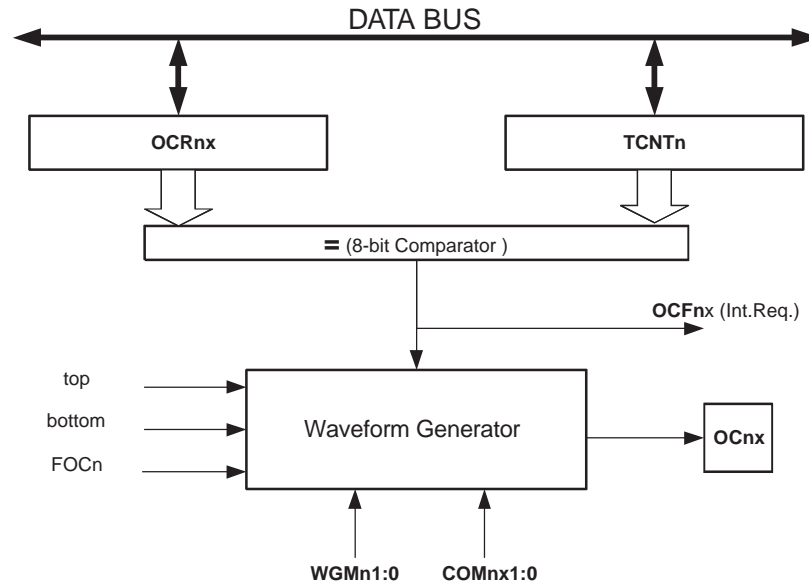 DATA BUS
OCRnx
TCNTn
= (8-bit Comparator )
OCFnx (Int.Req.)
top
bottom
FOCn
Waveform Generator
OCnx
WGMn1:0
COMnx1:0